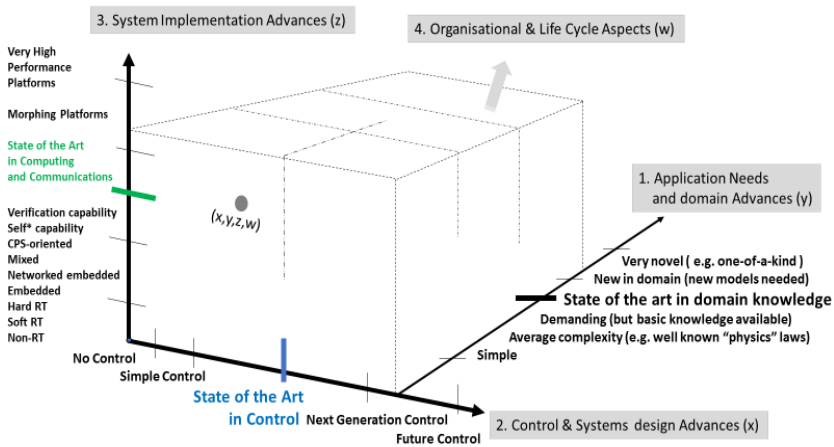 3. System Implementation Advances (z)
4. Organisational & Life Cycle Aspects (w)
Very High
Performance
Platforms
Morphing Platforms
State of the Art
in Computing
and Communications
Verification capability
Self* capability
CPS-oriented
Mixed
Networked embedded
Embedded
Hard RT
Soft RT
Non-RT
(x,y,z,w)
1. Application Needs
and domain Advances (y)
Very novel ( e.g. one-of-a-kind )
New in domain (new models needed)
State of the art in domain knowledge
Demanding (but basic knowledge available)
Average complexity (e.g. well known "physics" laws)
Simple
No Control
Simple Control
State of the Art
in Control
Next Generation Control
Future Control
2. Control & Systems design Advances (x)